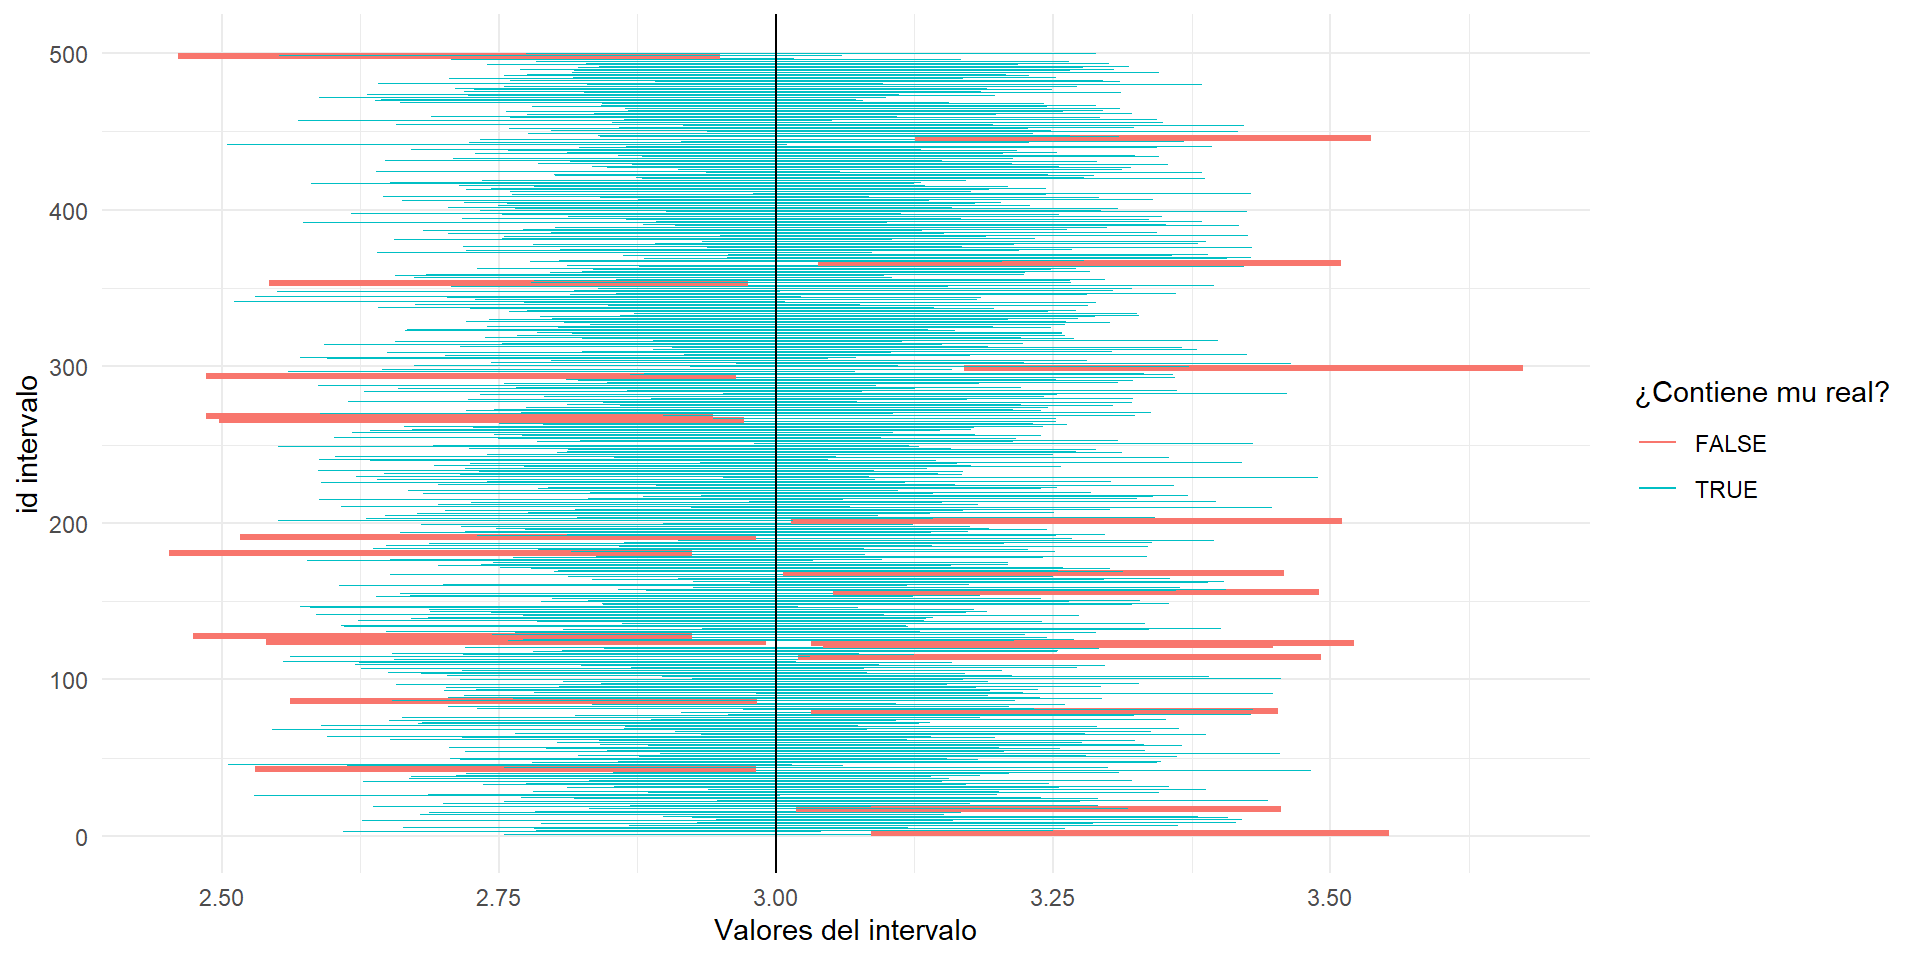 500
400
300
200
100
0
id intervalo
2.50 2.75 3.00 3.25 3.50
Valores del intervalo
¿Contiene mu real?
FALSE
TRUE